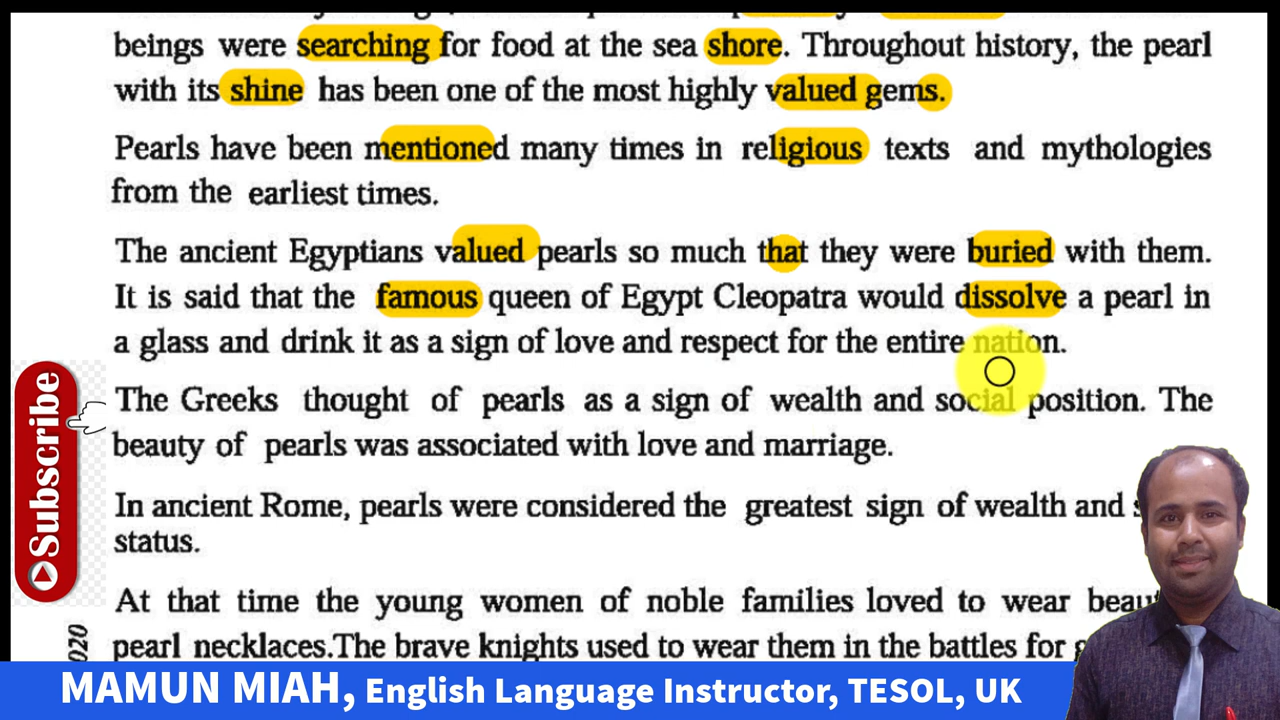 beings were searching for food at the sea shore. Throughout history, the pearl
with its shine has been one of the most highly valued gems.
Pearls have been mentioned many times in religious texts and mythologies
from the earliest times.
The ancient Egyptians valued pearls so much that they were buried with them.
It is said that the famous queen of Egypt Cleopatra would dissolve a pearl in
a glass and drink it as a sign of love and respect for the entire nation.
The Greeks thought of pearls as a sign of wealth and social position. The
beauty of pearls was associated with love and marriage.
In ancient Rome, pearls were considered the greatest sign of wealth and
status.
At that time the young women of noble families loved to wear
pearl necklaces.The brave knights used to wear them in the battles for
Subscribe
020
MAMUN MIAH, English Language Instructor, TESOL, UK